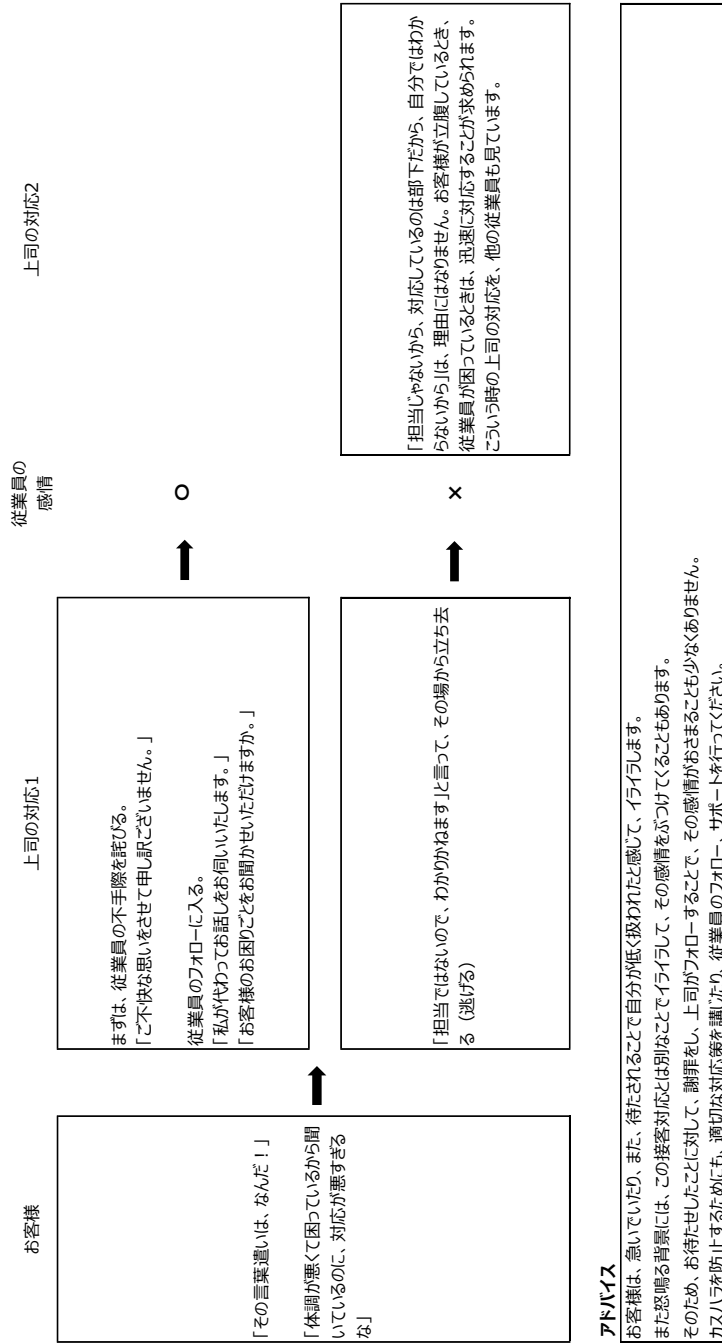 お客様
上司の対応1
従業員の
感情
上司の対応2
「その言葉遣いは、なんだ！」
「体調が悪くて困っているから聞
いているのに、対応が悪すぎる
な」
まずは、従業員の不手際を詫びる。
「ご不快な思いをさせて申し訳ございません。」
従業員のフォローに入る。
「私が代わってお話しをお伺いいたします。」
「お客様のお困りごとをお聞かせいただけますか。」
○
「担当ではないので、わかりかねます」と言って、その場から立ち去
る（逃げる）
×
「担当じゃないから、対応しているのは部下だから、自分ではわか
らないから」は、理由にはなりません。お客様が立腹しているとき、
従業員が困っているときは、迅速に対応することが求められます。
こういう時の上司の対応を、他の従業員も見ています。
アドバイス
お客様は、急いでいたり、また、待たされることで自分が低く扱われたと感じて、イライラします。
また怒鳴る背景には、この接客対応とは別なことでイライラして、その感情をぶつけてくることもあります。
そのため、お待たせしたことに対して、謝罪をし、上司がフォローすることで、その感情がおさまることも少なくありません。
カスハラを防止するためにも、適切な対応策を講じたり、従業員のフォロー、サポートを行ってください。